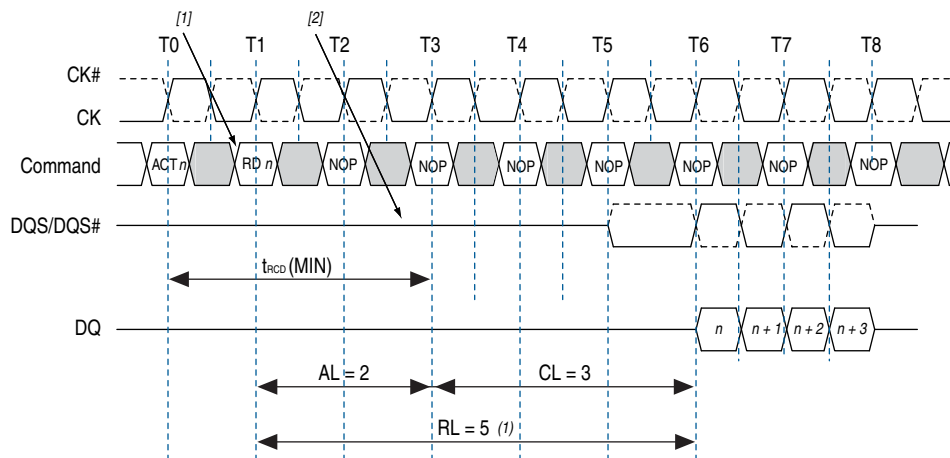 [1] [2]
T0 T1 T2 T3 T4 T5 T6 T7 T8
CK#
CK
Command ACT n RD n NOP NOP NOP NOP NOP NOP NOP
DQS/DQS#
tRCD (MIN)
DQ n n + 1 n + 2 n + 3
AL = 2 CL = 3
RL = 5 (1)